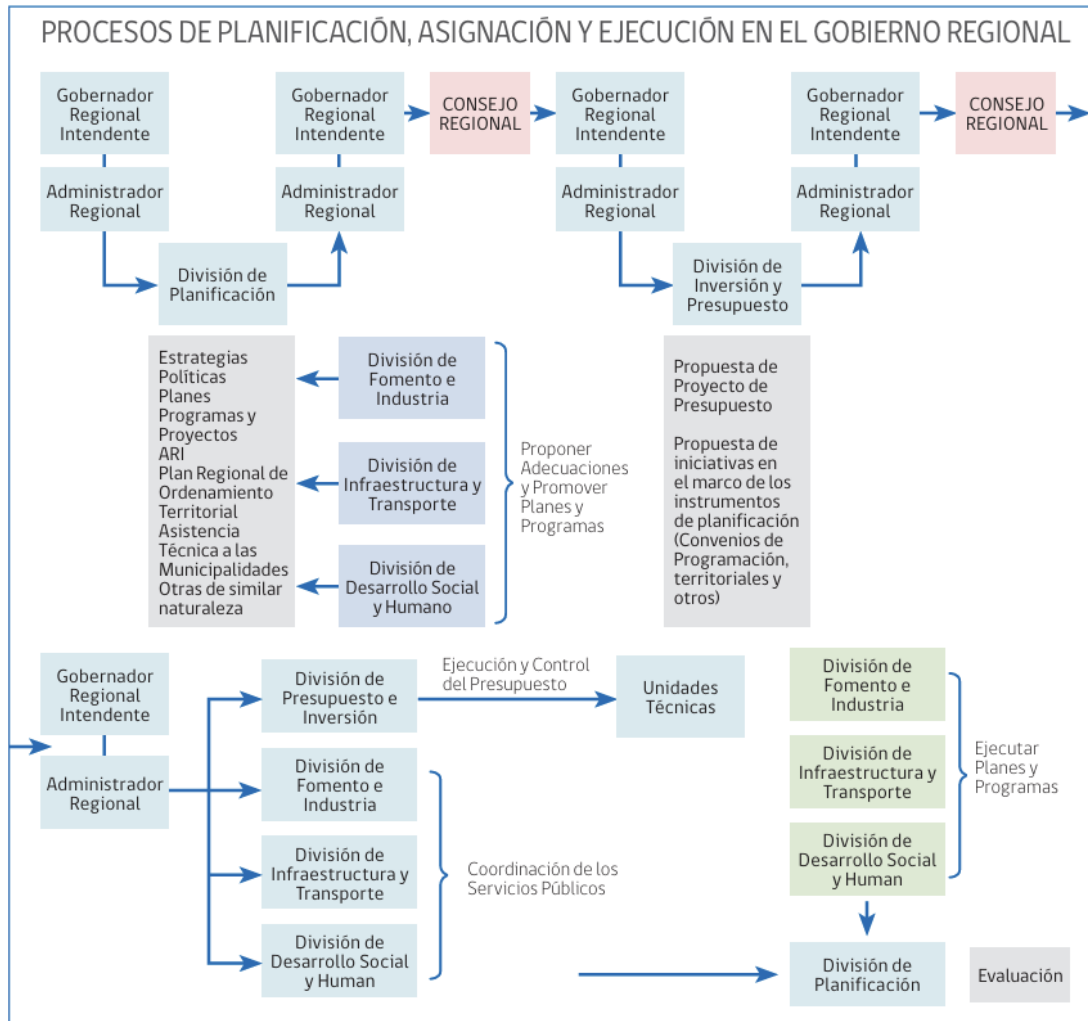 PROCESOS DE PLANIFICACIÓN, ASIGNACIÓN Y EJECUCIÓN EN EL GOBIERNO REGIONAL
Gobernador
Regional
Intendente
Administrador
Regional
División de
Planificación
Gobernador
Regional
Intendente
Administrador
Regional
CONSEJO
REGIONAL
Gobernador
Regional
Intendente
Administrador
Regional
División de
Inversión y
Presupuesto
Gobernador
Regional
Intendente
Administrador
Regional
CONSEJO
REGIONAL
Estrategias
Políticas
Planes
Programas y
Proyectos
ARI
Plan Regional de
Ordenamiento
Territorial
Asistencia
Técnica a las
Municipalidades
Otras de similar
naturaleza
División de
Fomento e
Industria
División de
Infraestructura y
Transporte
División de
Desarrollo Social
y Humano
Proponer
Adecuaciones
y Promover
Planes y
Programas
Propuesta de
Proyecto de
Presupuesto
Propuesta de
iniciativas en
el marco de los
instrumentos
de planificación
(Convenios de
Programación,
territoriales y
otros)
Gobernador
Regional
Intendente
Administrador
Regional
División de
Presupuesto e
Inversión
Ejecución y Control
del Presupuesto
Unidades
Técnicas
División de
Fomento e
Industria
División de
Infraestructura y
Transporte
División de
Desarrollo Social
y Human
Coordinación de los
Servicios Públicos
División de
Fomento e
Industria
División de
Infraestructura y
Transporte
División de
Desarrollo Social
y Human
Ejecutar
Planes y
Programas
División de
Planificación
Evaluación